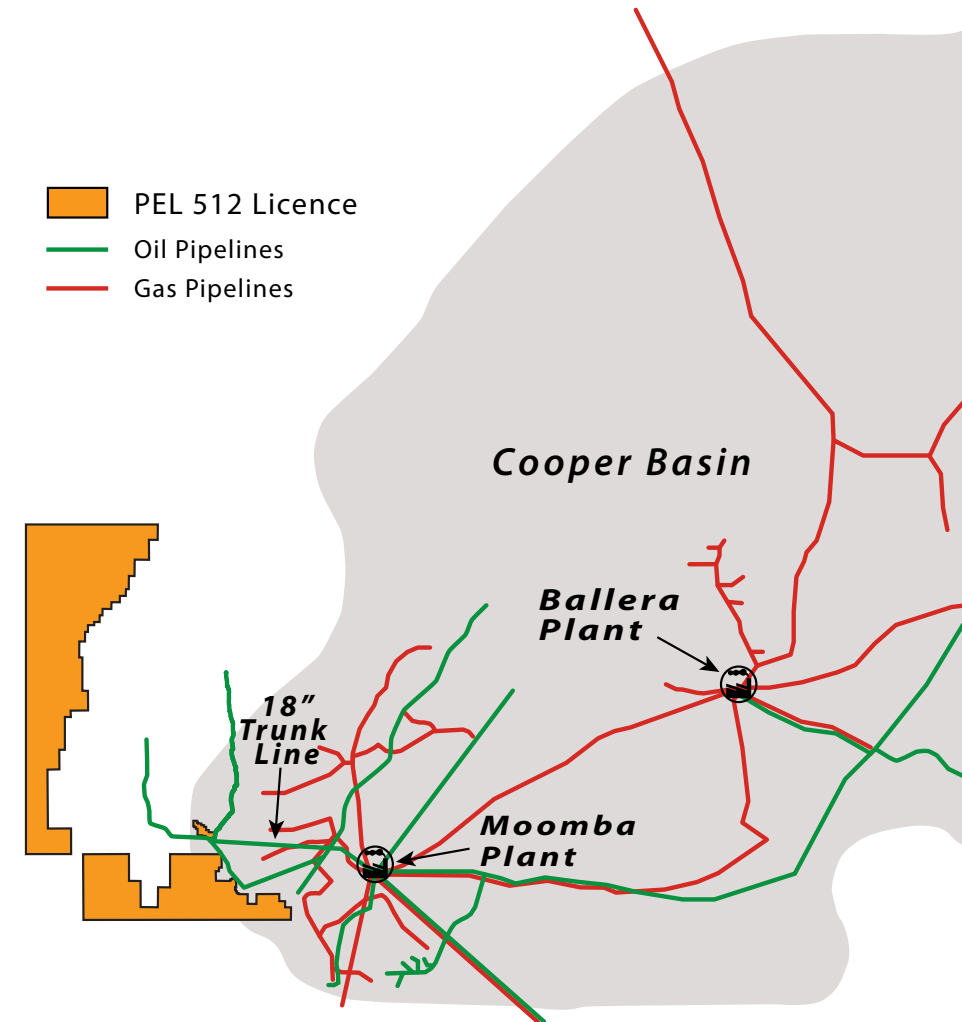 PEL 512 Licence
Oil Pipelines
Gas Pipelines
Cooper Basin
Ballera
Plant
18”
Trunk
Line
Moomba
Plant